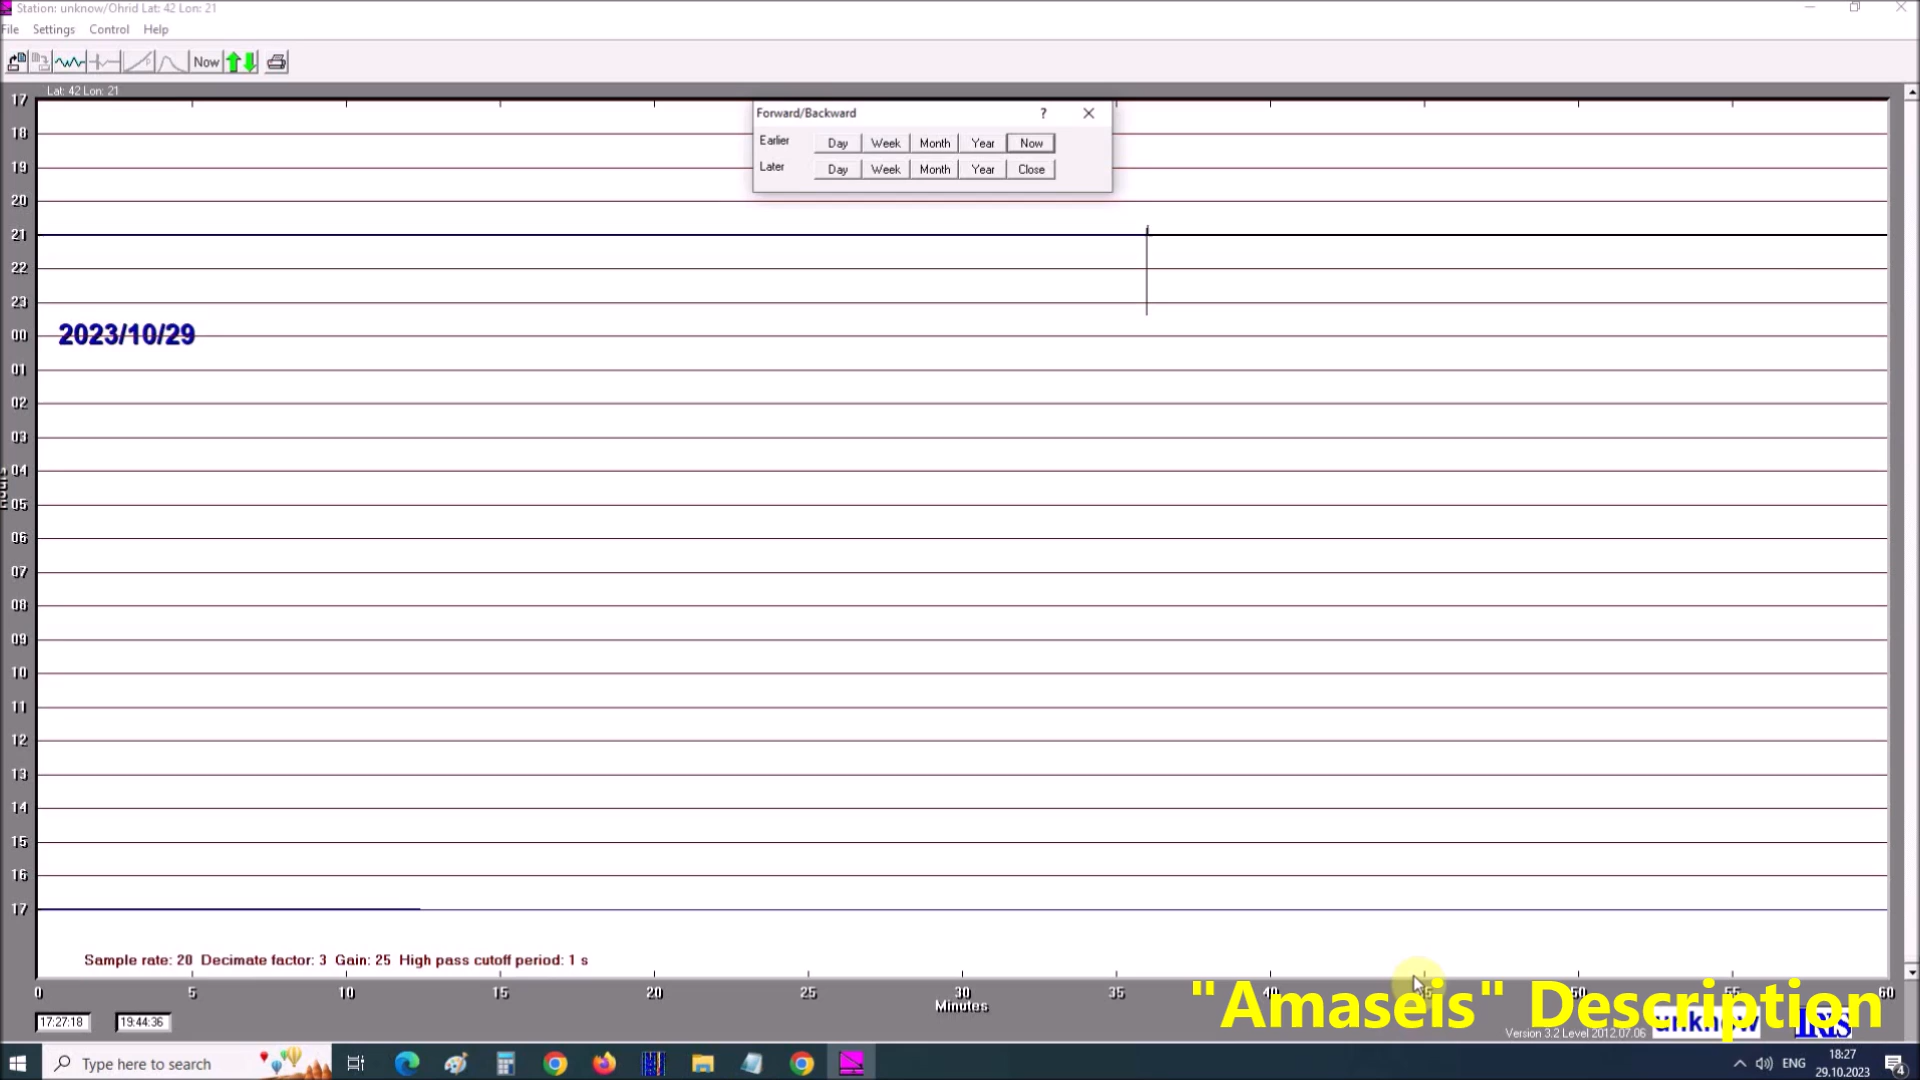 Station: unknow/Ohrid Lat: 42 Lon: 21
File Settings Control Help
Now
Lat: 42 Lon: 21
Forward/Backward ?
Earlier Day Week Month Year Now
Later Day Week Month Year Close
17
18
19
20
21
22
23
00 2023/10/29
01
02
03
04
05
06
07
08
09
10
11
12
13
14
15
16
17
Hours
Sample rate: 20 Decimate factor: 3 Gain: 25 High pass cutoff period: 1 s
0 5 10 15 20 25 30 35 40 45 50 55 60
Minutes
"Amaseis" Description
17:27:18 19:44:36
unknow IRIS
Version 3.2 Level 2012.07.06
Type here to search
ENG
18:27
29.10.2023
4